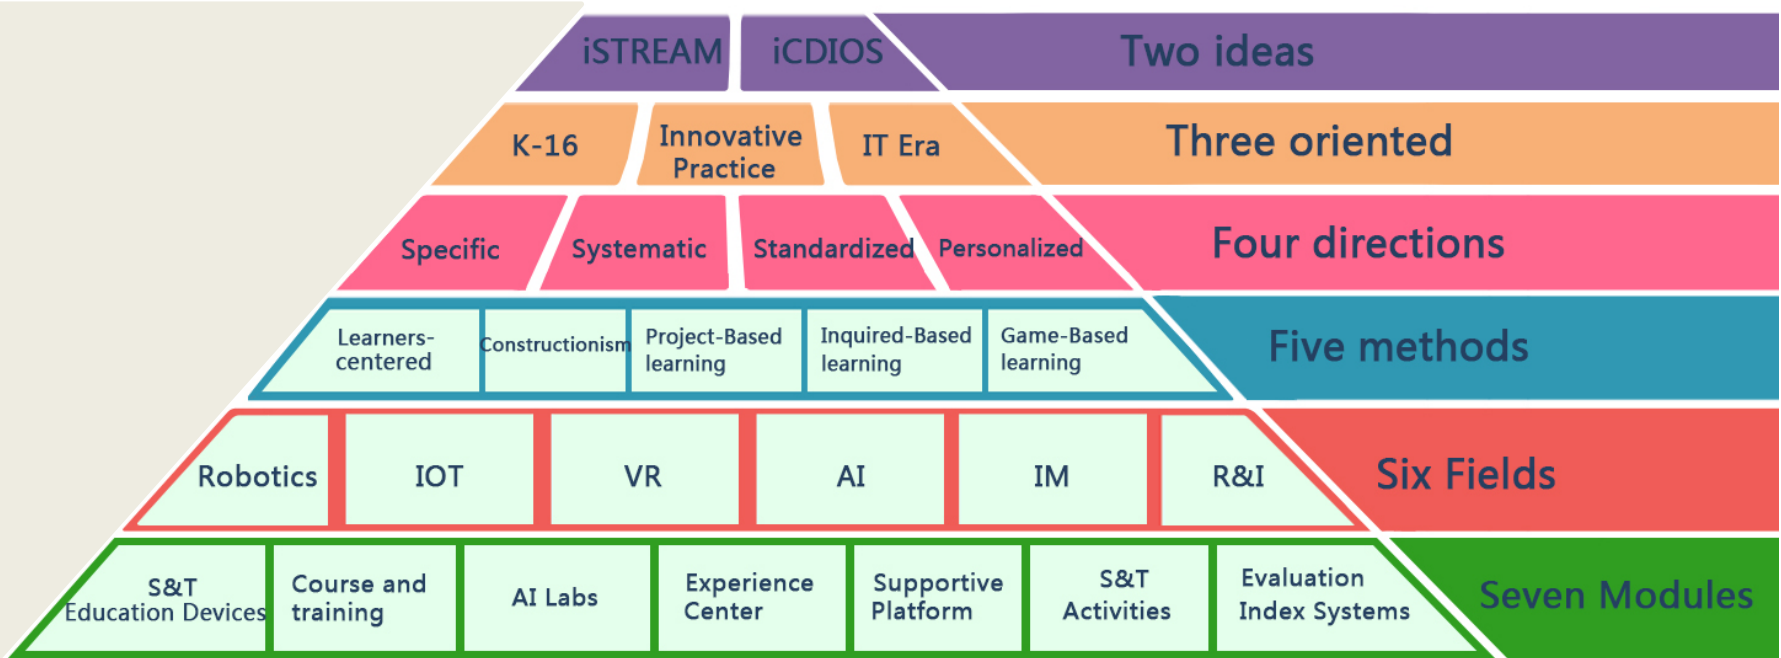 iSTREAM
iCDIOS
Two ideas
K-16
Innovative
Practice
IT Era
Three oriented
Specific
Systematic
Standardized
Personalized
Four directions
Learners-
centered
Constructionism
Project-Based
learning
Inquired-Based
learning
Game-Based
learning
Five methods
Robotics
IOT
VR
AI
IM
R&I
Six Fields
S&T
Education Devices
Course and
training
AI Labs
Experience
Center
Supportive
Platform
S&T
Activities
Evaluation
Index Systems
Seven Modules